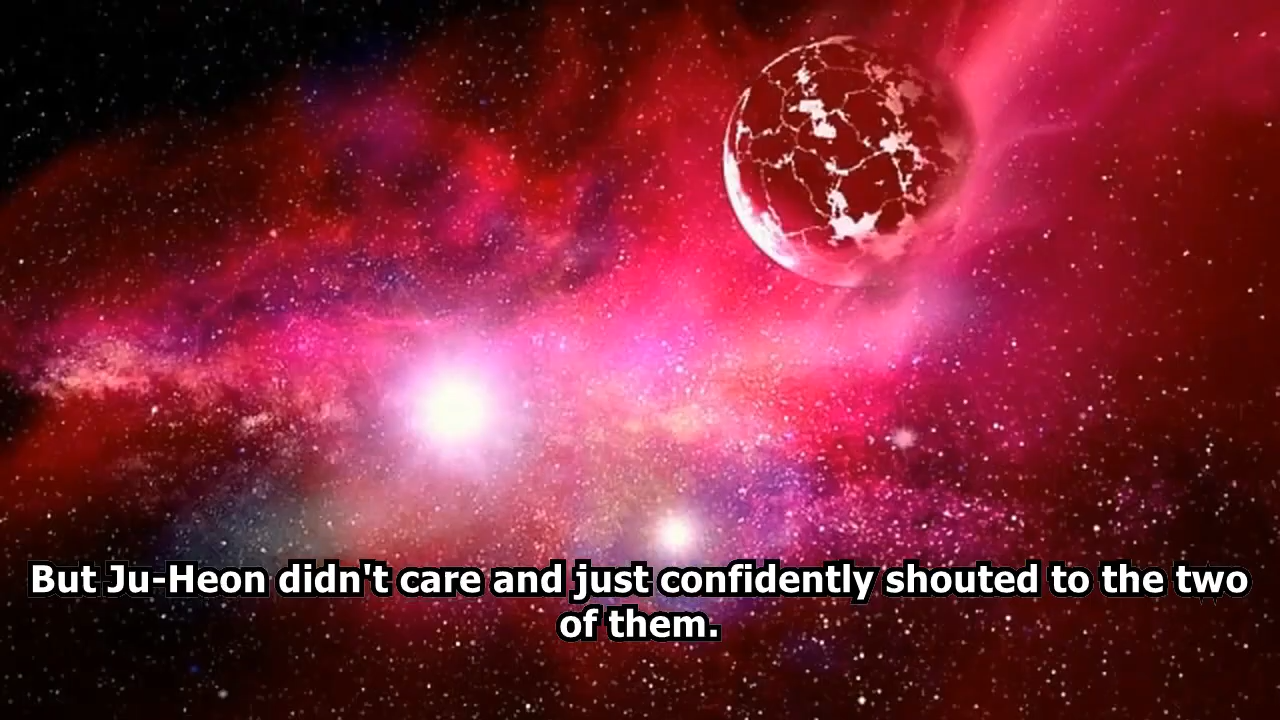 But Ju-Heon didn't care and just confidently shouted to the two
of them.